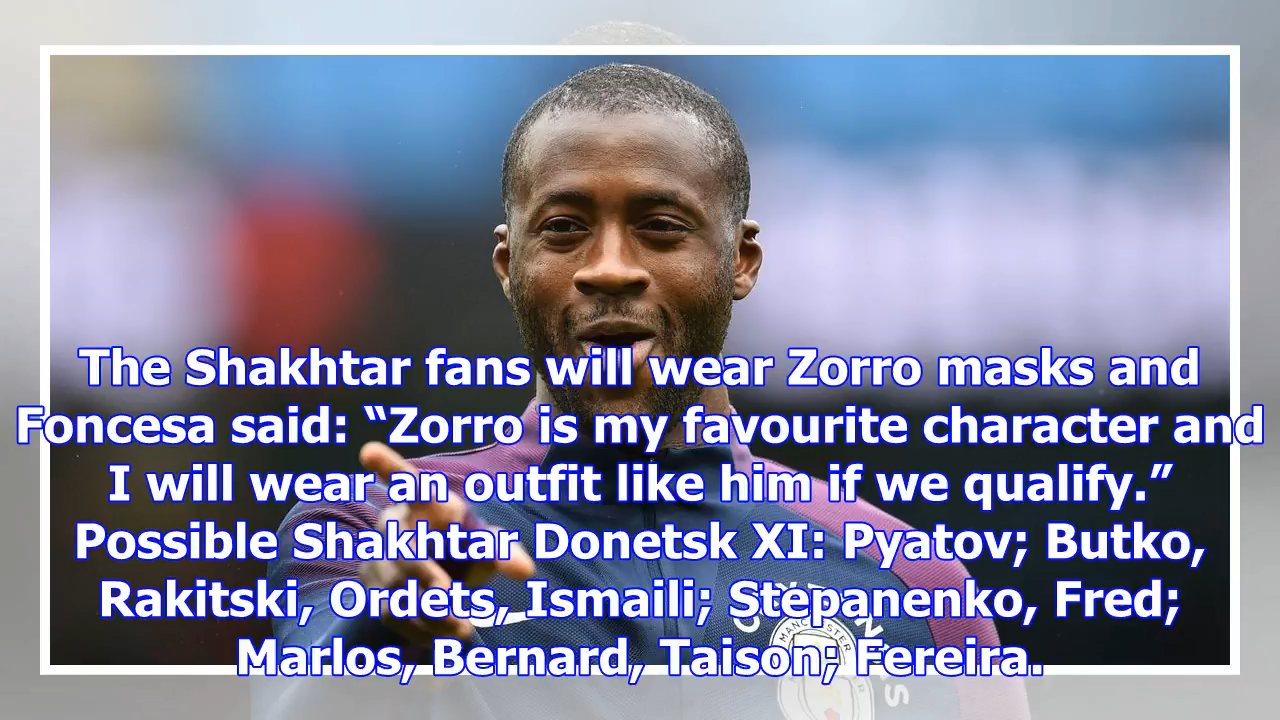 The Shakhtar fans will wear Zorro masks and
Foncesa said: “Zorro is my favourite character and
I will wear an outfit like him if we qualify.”
Possible Shakhtar Donetsk XI: Pyatov; Butko,
Rakitski, Ordets, Ismaili; Stepanenko, Fred;
Marlos, Bernard, Taison; Fereira.
MANCHESTER